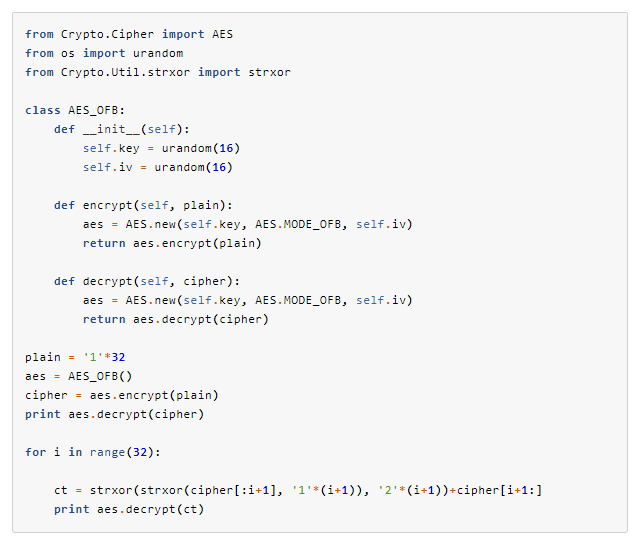 from Crypto.Cipher import AES
from os import urandom
from Crypto.Util.strxor import strxor
class AES_OFB:
    def __init__(self):
        self.key = urandom(16)
        self.iv = urandom(16)
    def encrypt(self, plain):
        aes = AES.new(self.key, AES.MODE_OFB, self.iv)
        return aes.encrypt(plain)
    def decrypt(self, cipher):
        aes = AES.new(self.key, AES.MODE_OFB, self.iv)
        return aes.decrypt(cipher)
plain = '1'*32
aes = AES_OFB()
cipher = aes.encrypt(plain)
print aes.decrypt(cipher)
for i in range(32):
    ct = strxor(strxor(cipher[:i+1], '1'*(i+1)), '2'*(i+1))+cipher[i+1:]
    print aes.decrypt(ct)